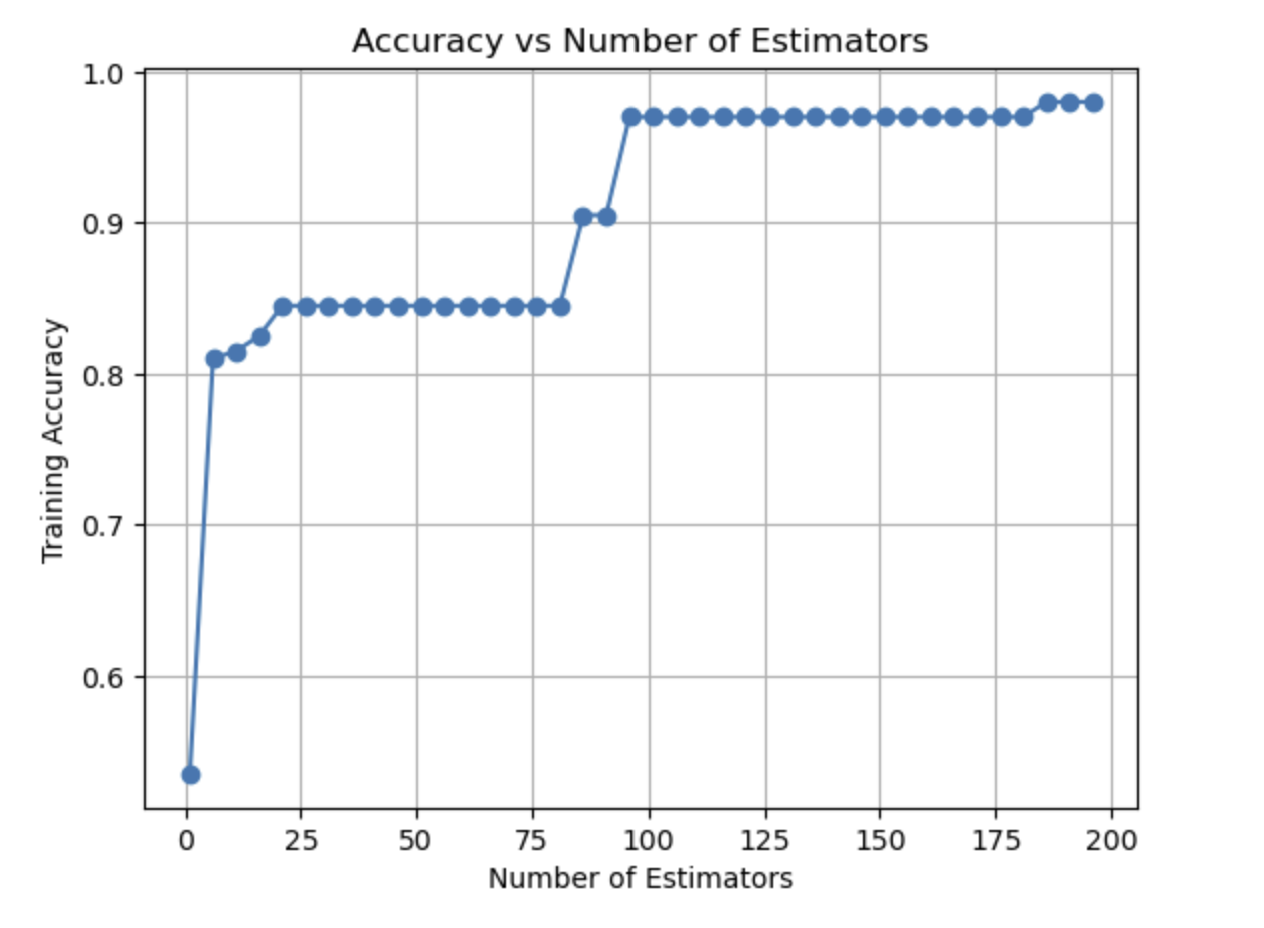 Accuracy vs Number of Estimators
1.0
0.9
0.8
0.7
0.6
Training Accuracy
0 25 50 75 100 125 150 175 200
Number of Estimators